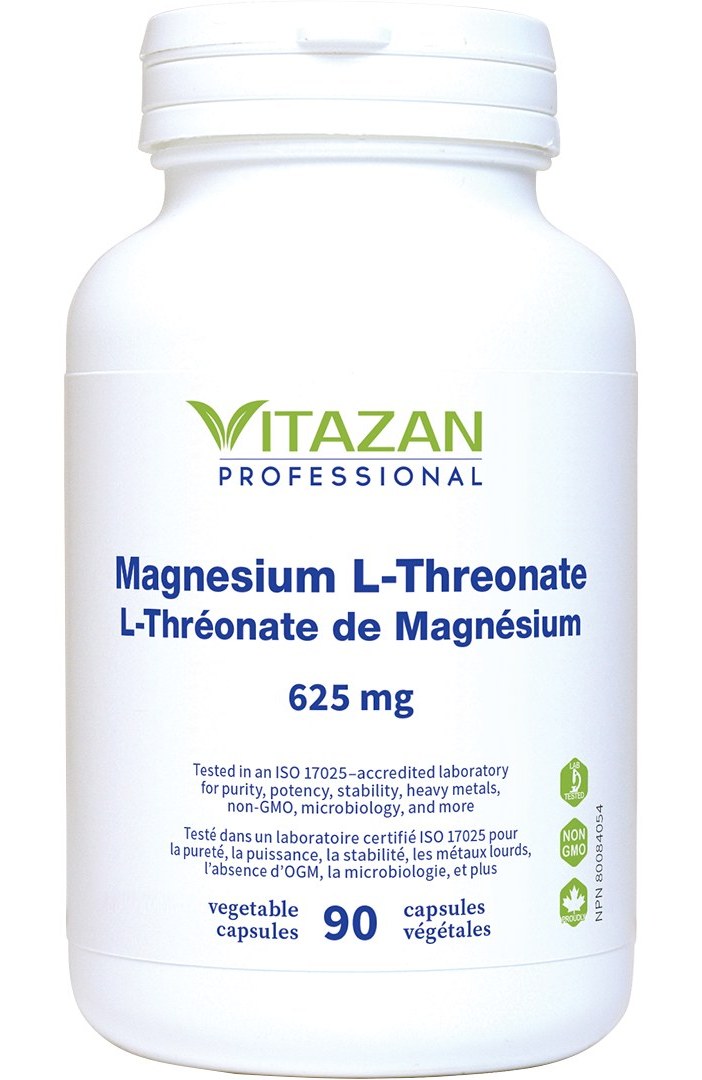 VITAZAN
PROFESSIONAL
Magnesium L-Threonate
L-Thréonate de Magnésium
625 mg
Tested in an ISO 17025–accredited laboratory
for purity, potency, stability, heavy metals,
non-GMO, microbiology, and more
Testé dans un laboratoire certifié ISO 17025 pour
la pureté, la puissance, la stabilité, les métaux lourds,
l'absence d'OGM, la microbiologie, et plus
vegetable
capsules
90
capsules
végétales
LAB
TESTED
NON
GMO
PROUDLY
NPN 80084054